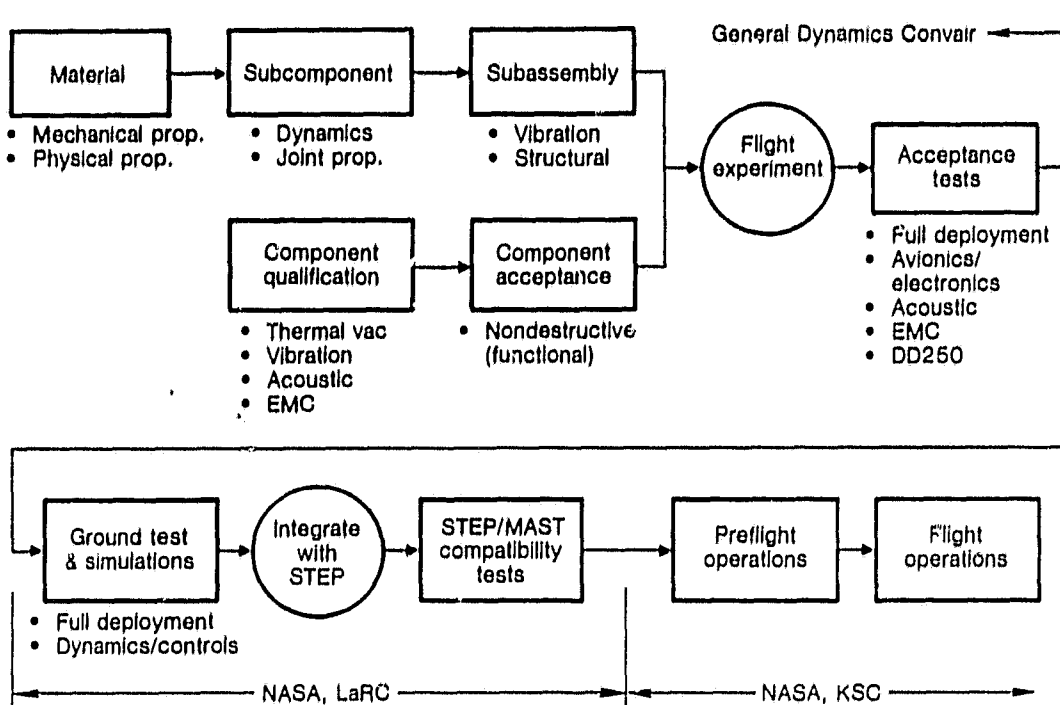 General Dynamics Convair
Material
• Mechanical prop.
• Physical prop.
Subcomponent
• Dynamics
• Joint prop.
Subassembly
• Vibration
• Structural
Component
qualification
• Thermal vac
• Vibration
• Acoustic
• EMC
Component
acceptance
• Nondestructive
(functional)
Flight
experiment
Acceptance
tests
• Full deployment
• Avionics/
electronics
• Acoustic
• EMC
• DD250
Ground test
& simulations
• Full deployment
• Dynamics/controls
Integrate
with
STEP
STEP/MAST
compatibility
tests
Preflight
operations
Flight
operations
NASA, LaRC
NASA, KSC